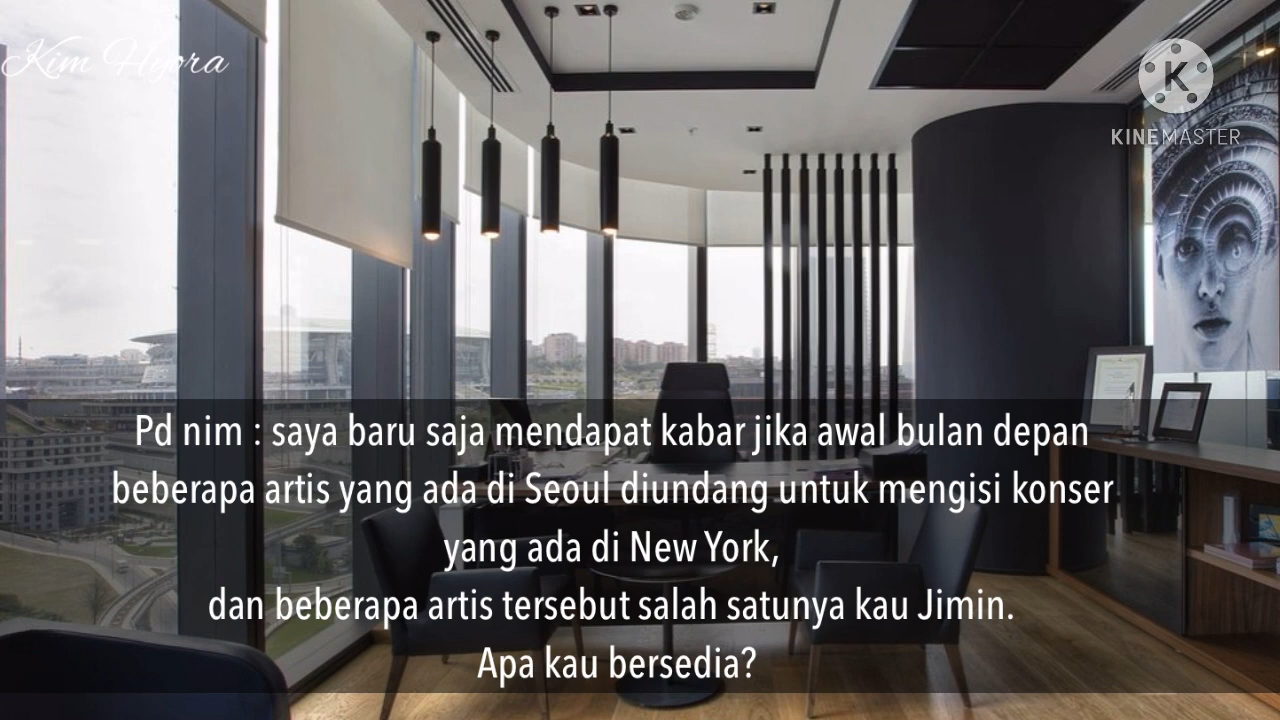 Kim Hyora
KINEMASTER
Pd nim : saya baru saja mendapat kabar jika awal bulan depan
beberapa artis yang ada di Seoul diundang untuk mengisi konser
yang ada di New York,
dan beberapa artis tersebut salah satunya kau Jimin.
Apa kau bersedia?